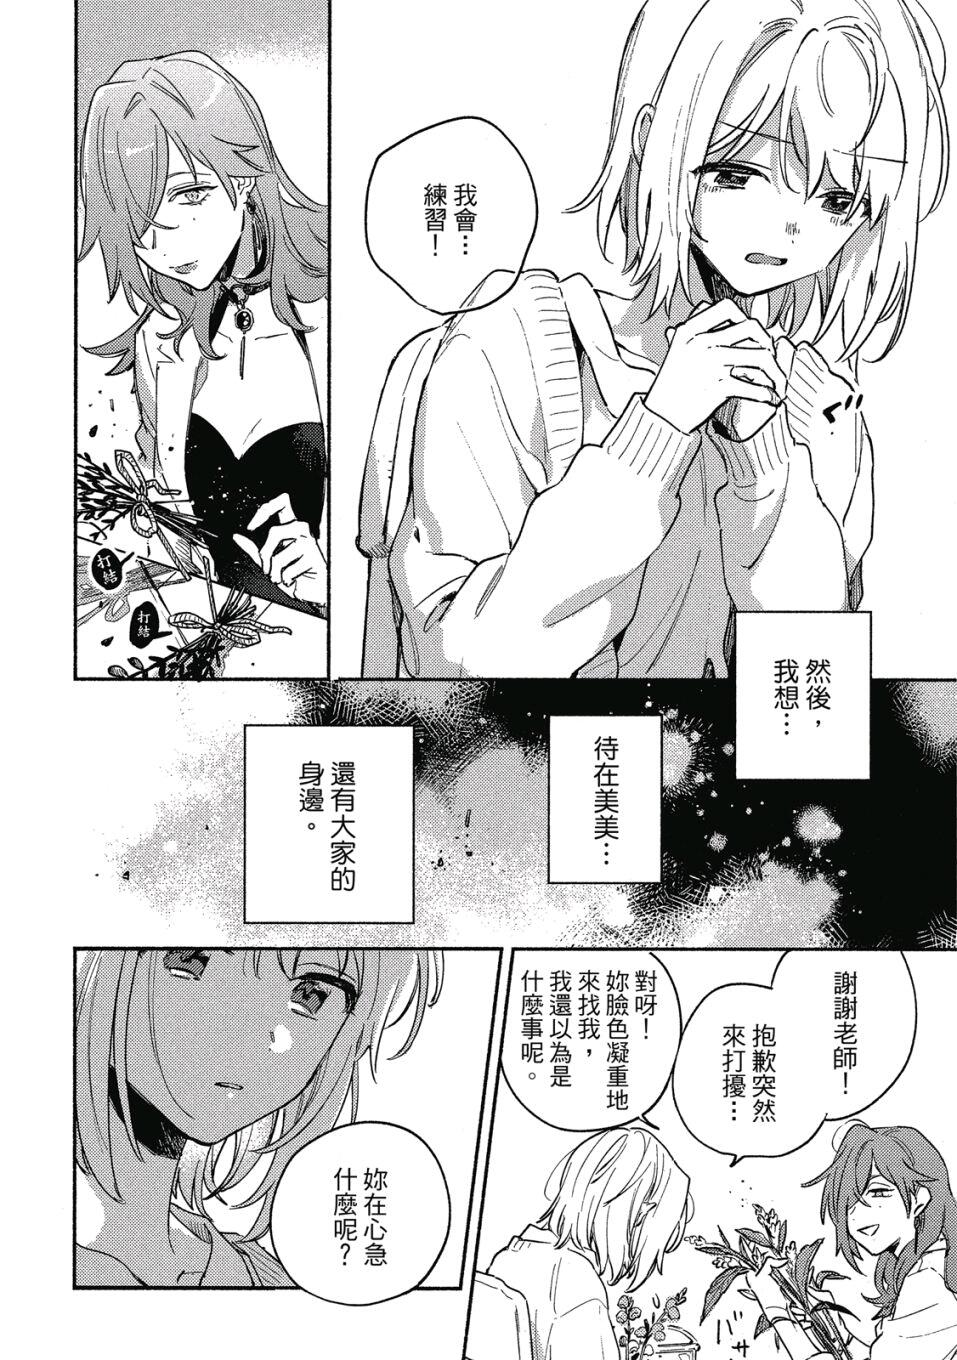 我會…
練習！
打結
打結
然後，
我想…
待在美美…
還有大家的
身邊。
謝謝老師！
抱歉突然
來打擾…
對呀！
妳臉色凝重地
來找我，
我還以為是
什麼事呢。
バサ
妳在心急
什麼呢？